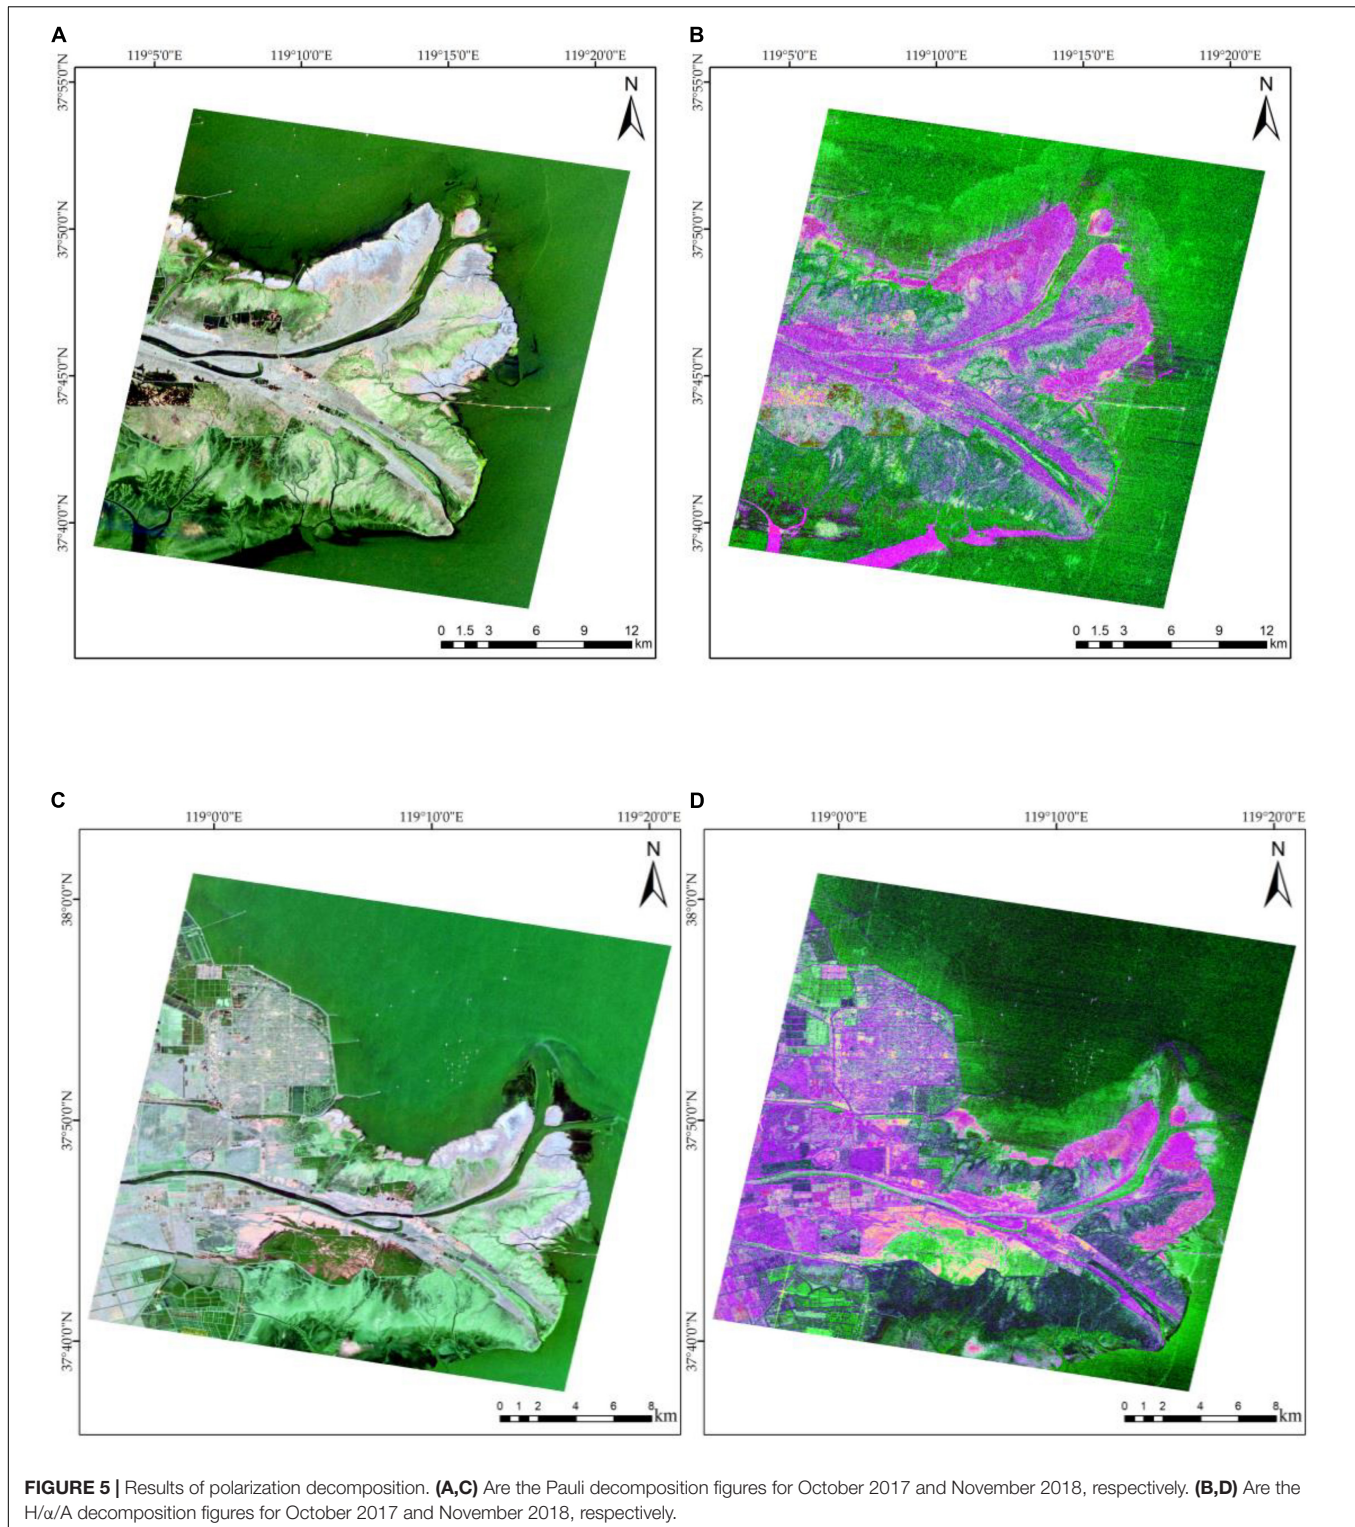 A
119°5'0"E 119°10'0"E 119°15'0"E 119°20'0"E
37°55'0"N
37°50'0"N
37°45'0"N
37°40'0"N
N
0 1.5 3 6 9 12
km
B
119°5'0"E 119°10'0"E 119°15'0"E 119°20'0"E
37°55'0"N
37°50'0"N
37°45'0"N
37°40'0"N
N
0 1.5 3 6 9 12
km
C
119°0'0"E 119°10'0"E 119°20'0"E
38°0'0"N
37°50'0"N
37°40'0"N
N
0 1 2 4 6 8
km
D
119°0'0"E 119°10'0"E 119°20'0"E
38°0'0"N
37°50'0"N
37°40'0"N
N
0 1 2 4 6 8
km
FIGURE 5 | Results of polarization decomposition. (A,C) Are the Pauli decomposition figures for October 2017 and November 2018, respectively. (B,D) Are the
H/α/A decomposition figures for October 2017 and November 2018, respectively.